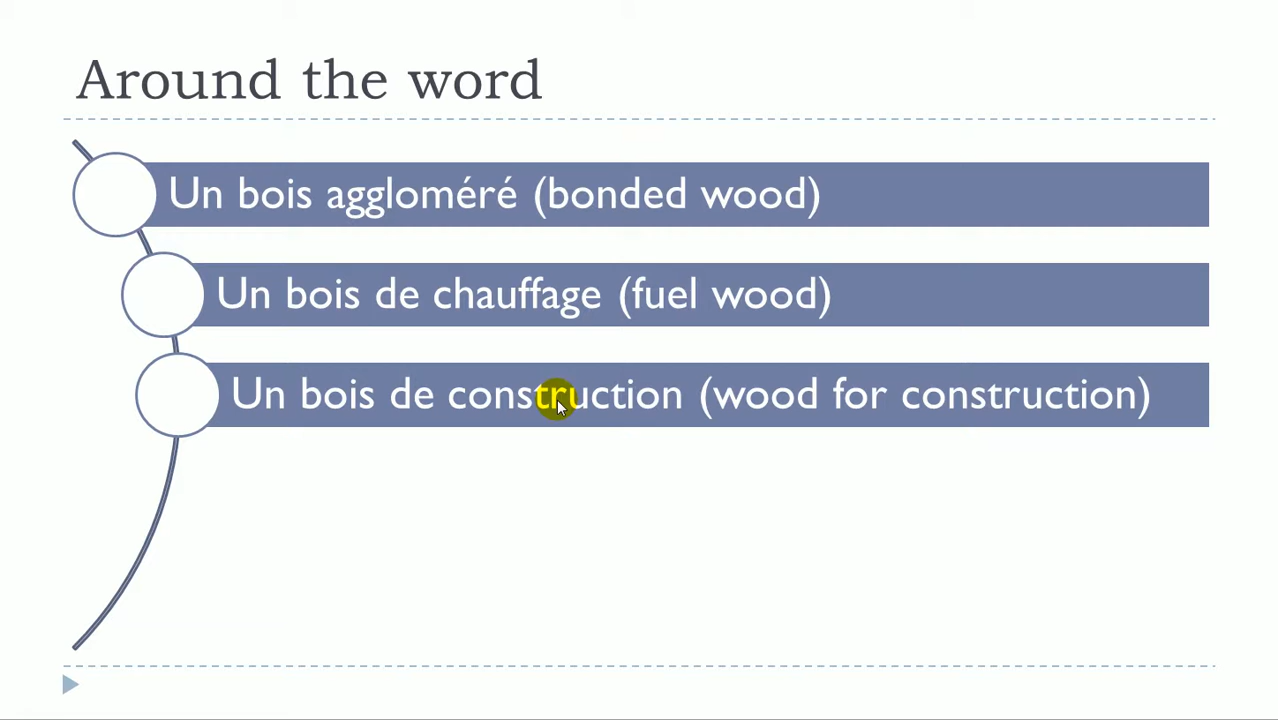 Around the word
Un bois aggloméré (bonded wood)
Un bois de chauffage (fuel wood)
Un bois de construction (wood for construction)